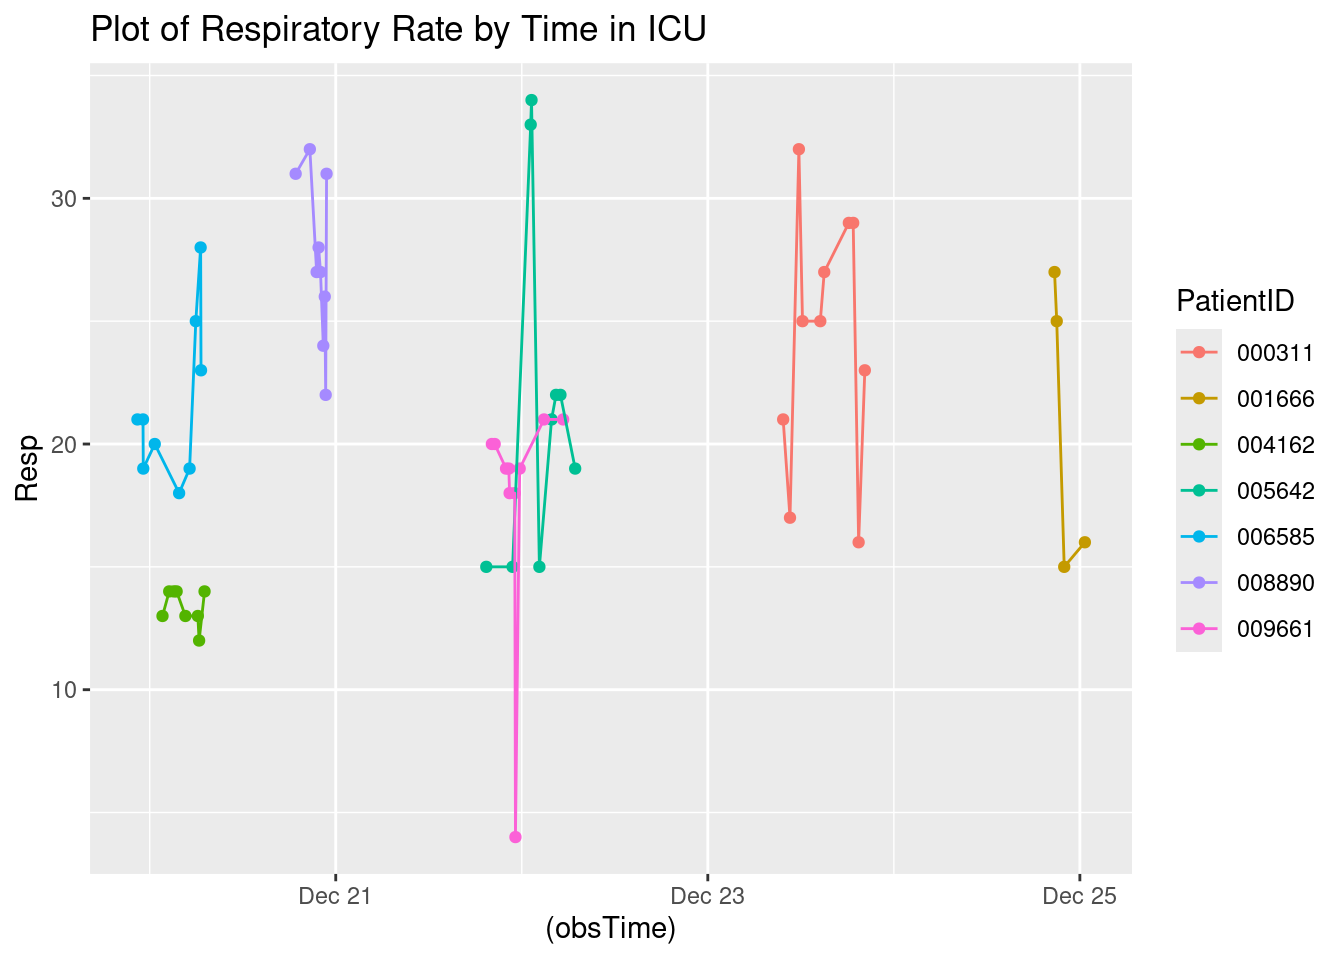 Plot of Respiratory Rate by Time in ICU
Resp
30
20
10
Dec 21
Dec 23
Dec 25
(obsTime)
PatientID
000311
001666
004162
005642
006585
008890
009661